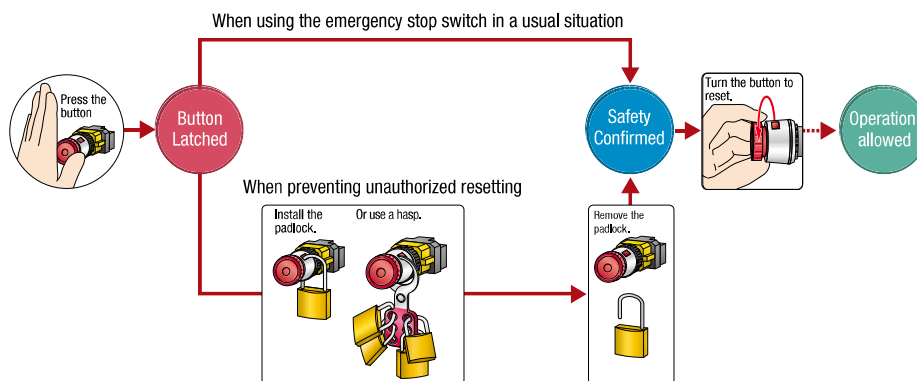 When using the emergency stop switch in a usual situation
Press the
button
Button
Latched
Safety
Confirmed
Turn the button to
reset.
Operation
allowed
When preventing unauthorized resetting
Install the
padlock.
Or use a hasp.
Remove the
padlock.